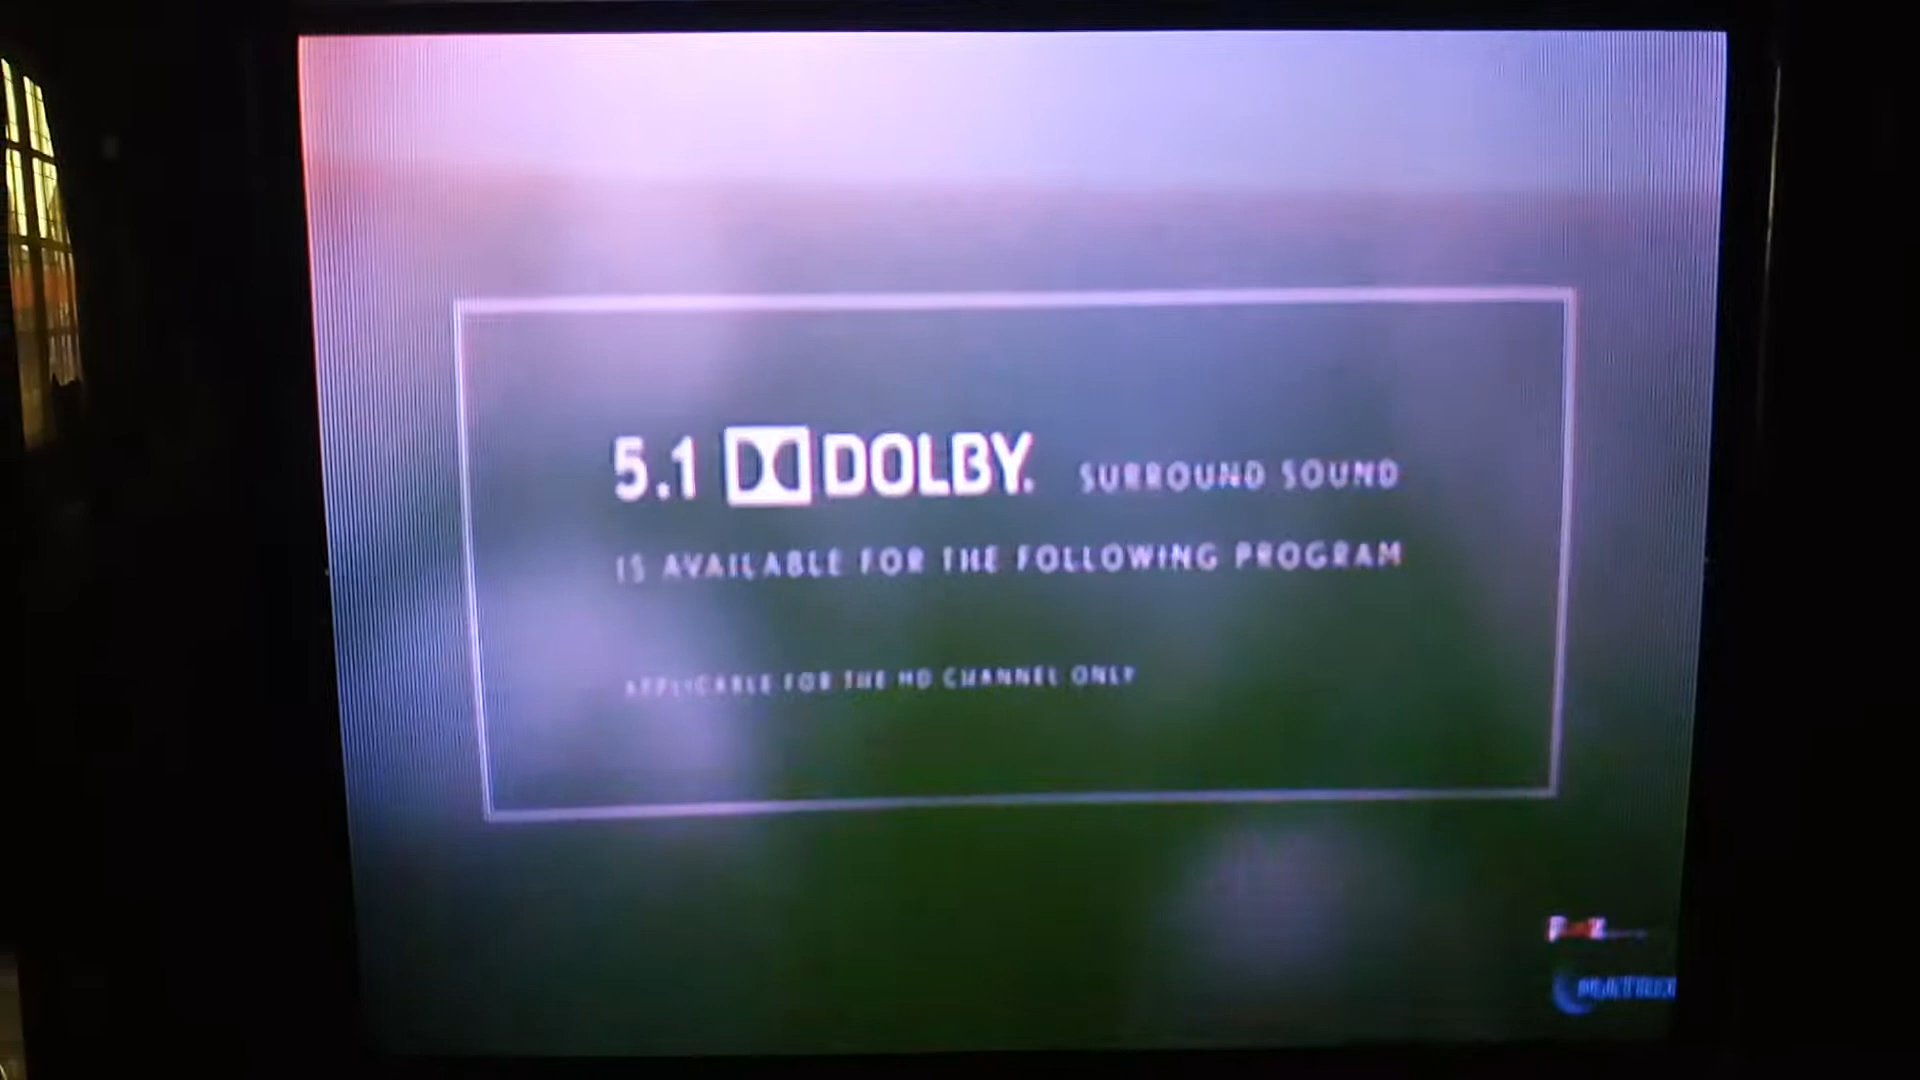 5.1 DOLBY. SURROUND SOUND
IS AVAILABLE FOR THE FOLLOWING PROGRAM
APPLICABLE FOR THE HD CHANNEL ONLY